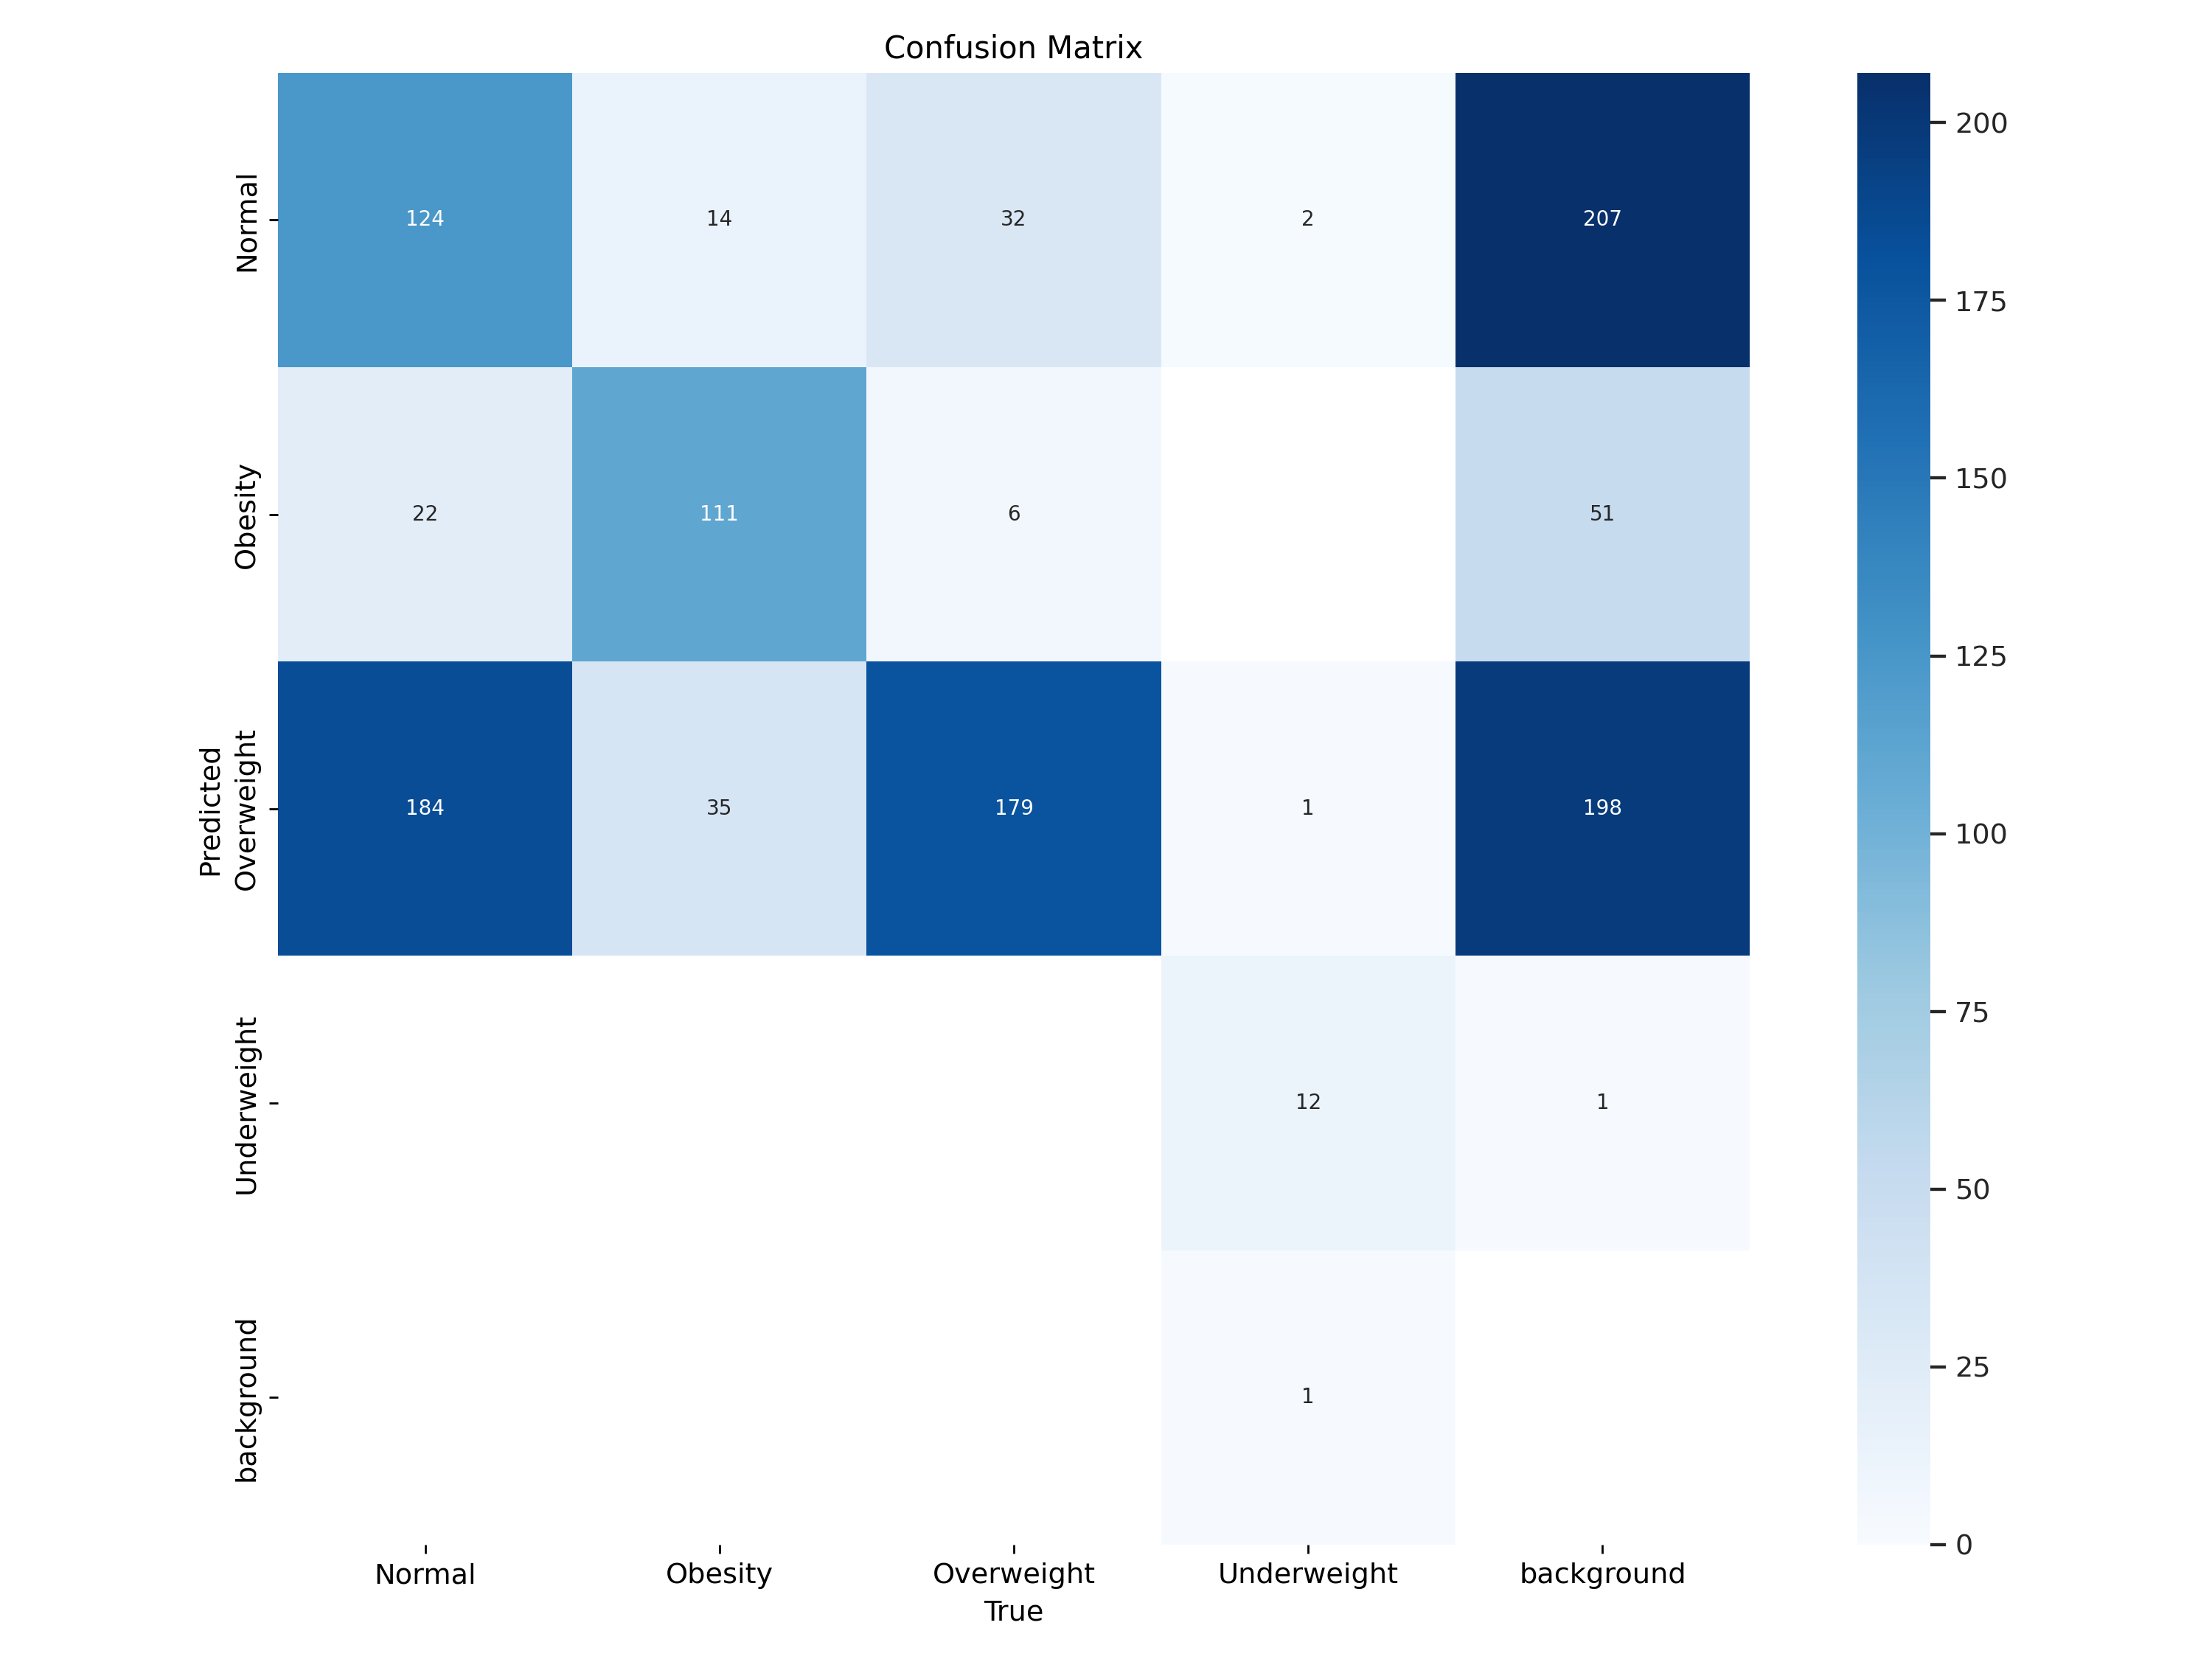 Confusion Matrix
Normal
124
14
32
2
207
Obesity
22
111
6
51
Predicted
Overweight
184
35
179
1
198
Underweight
12
1
background
1
Normal
Obesity
Overweight
Underweight
background
True
200
175
150
125
100
75
50
25
0